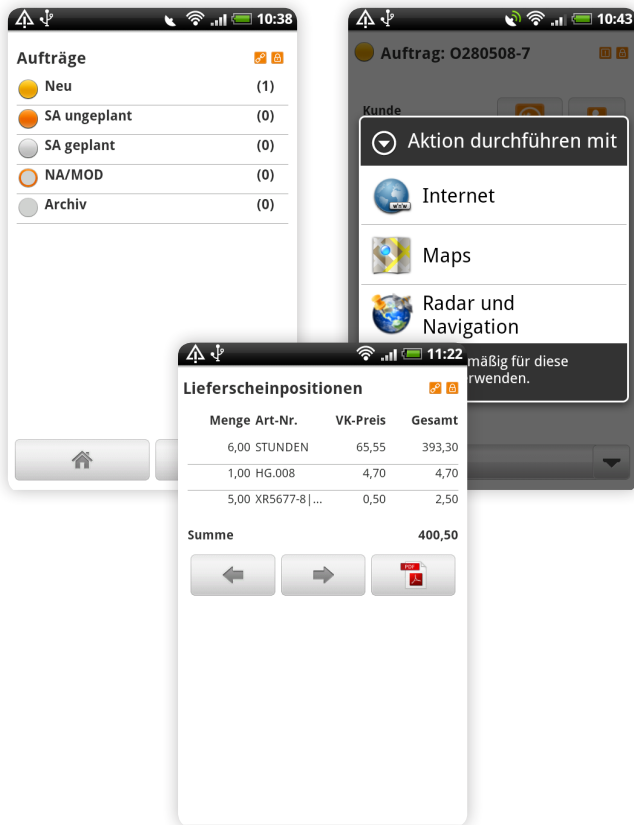 10:38
Aufträge
Neu (1)
SA ungeplant (0)
SA geplant (0)
NA/MOD (0)
Archiv (0)
10:43
Auftrag: O280508-7
Kunde
Aktion durchführen mit
Internet
www
Maps
Radar und
Navigation
mäßig für diese
rwenden.
11:22
Lieferscheinpositionen
Menge Art-Nr. VK-Preis Gesamt
6,00 STUNDEN 65,55 393,30
1,00 HG.008 4,70 4,70
5,00 XR5677-8|... 0,50 2,50
Summe 400,50
PDF